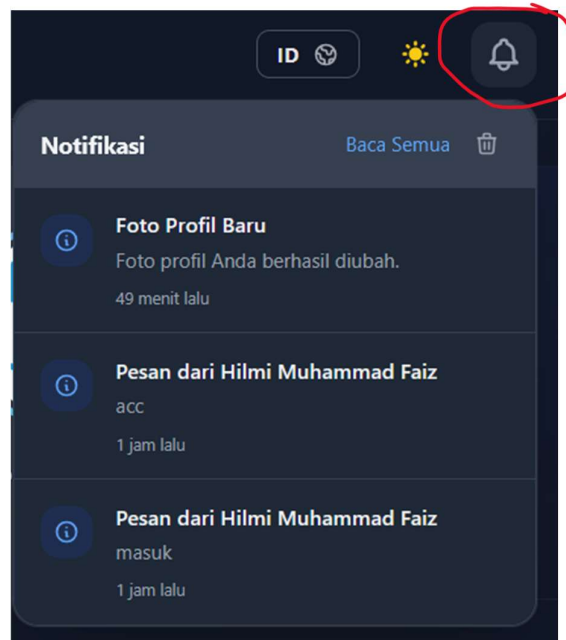 ID
Notifikasi
Baca Semua
Foto Profil Baru
Foto profil Anda berhasil diubah.
49 menit lalu
Pesan dari Hilmi Muhammad Faiz
acc
1 jam lalu
Pesan dari Hilmi Muhammad Faiz
masuk
1 jam lalu